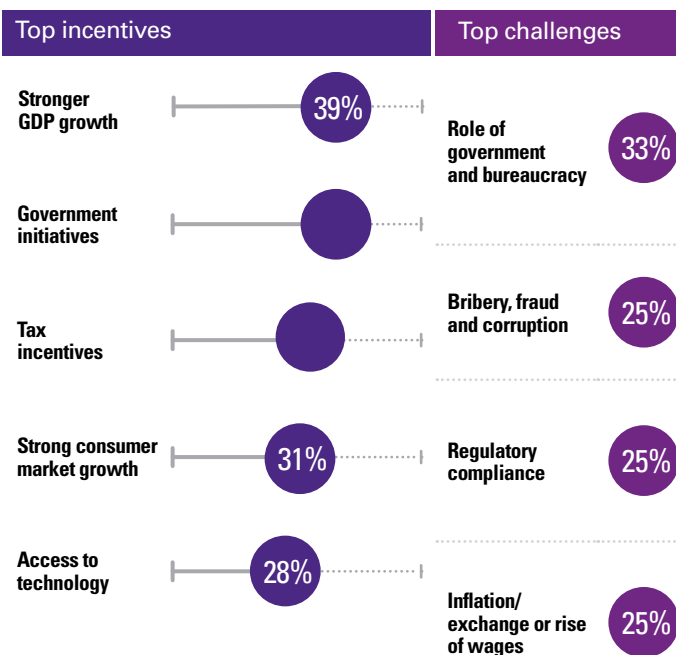 Top incentives
Stronger
GDP growth
39%
Government
initiatives
Tax
incentives
Strong consumer
market growth
31%
Access to
technology
28%
Top challenges
Role of
government
and bureaucracy
33%
Bribery, fraud
and corruption
25%
Regulatory
compliance
25%
Inflation/
exchange or rise
of wages
25%